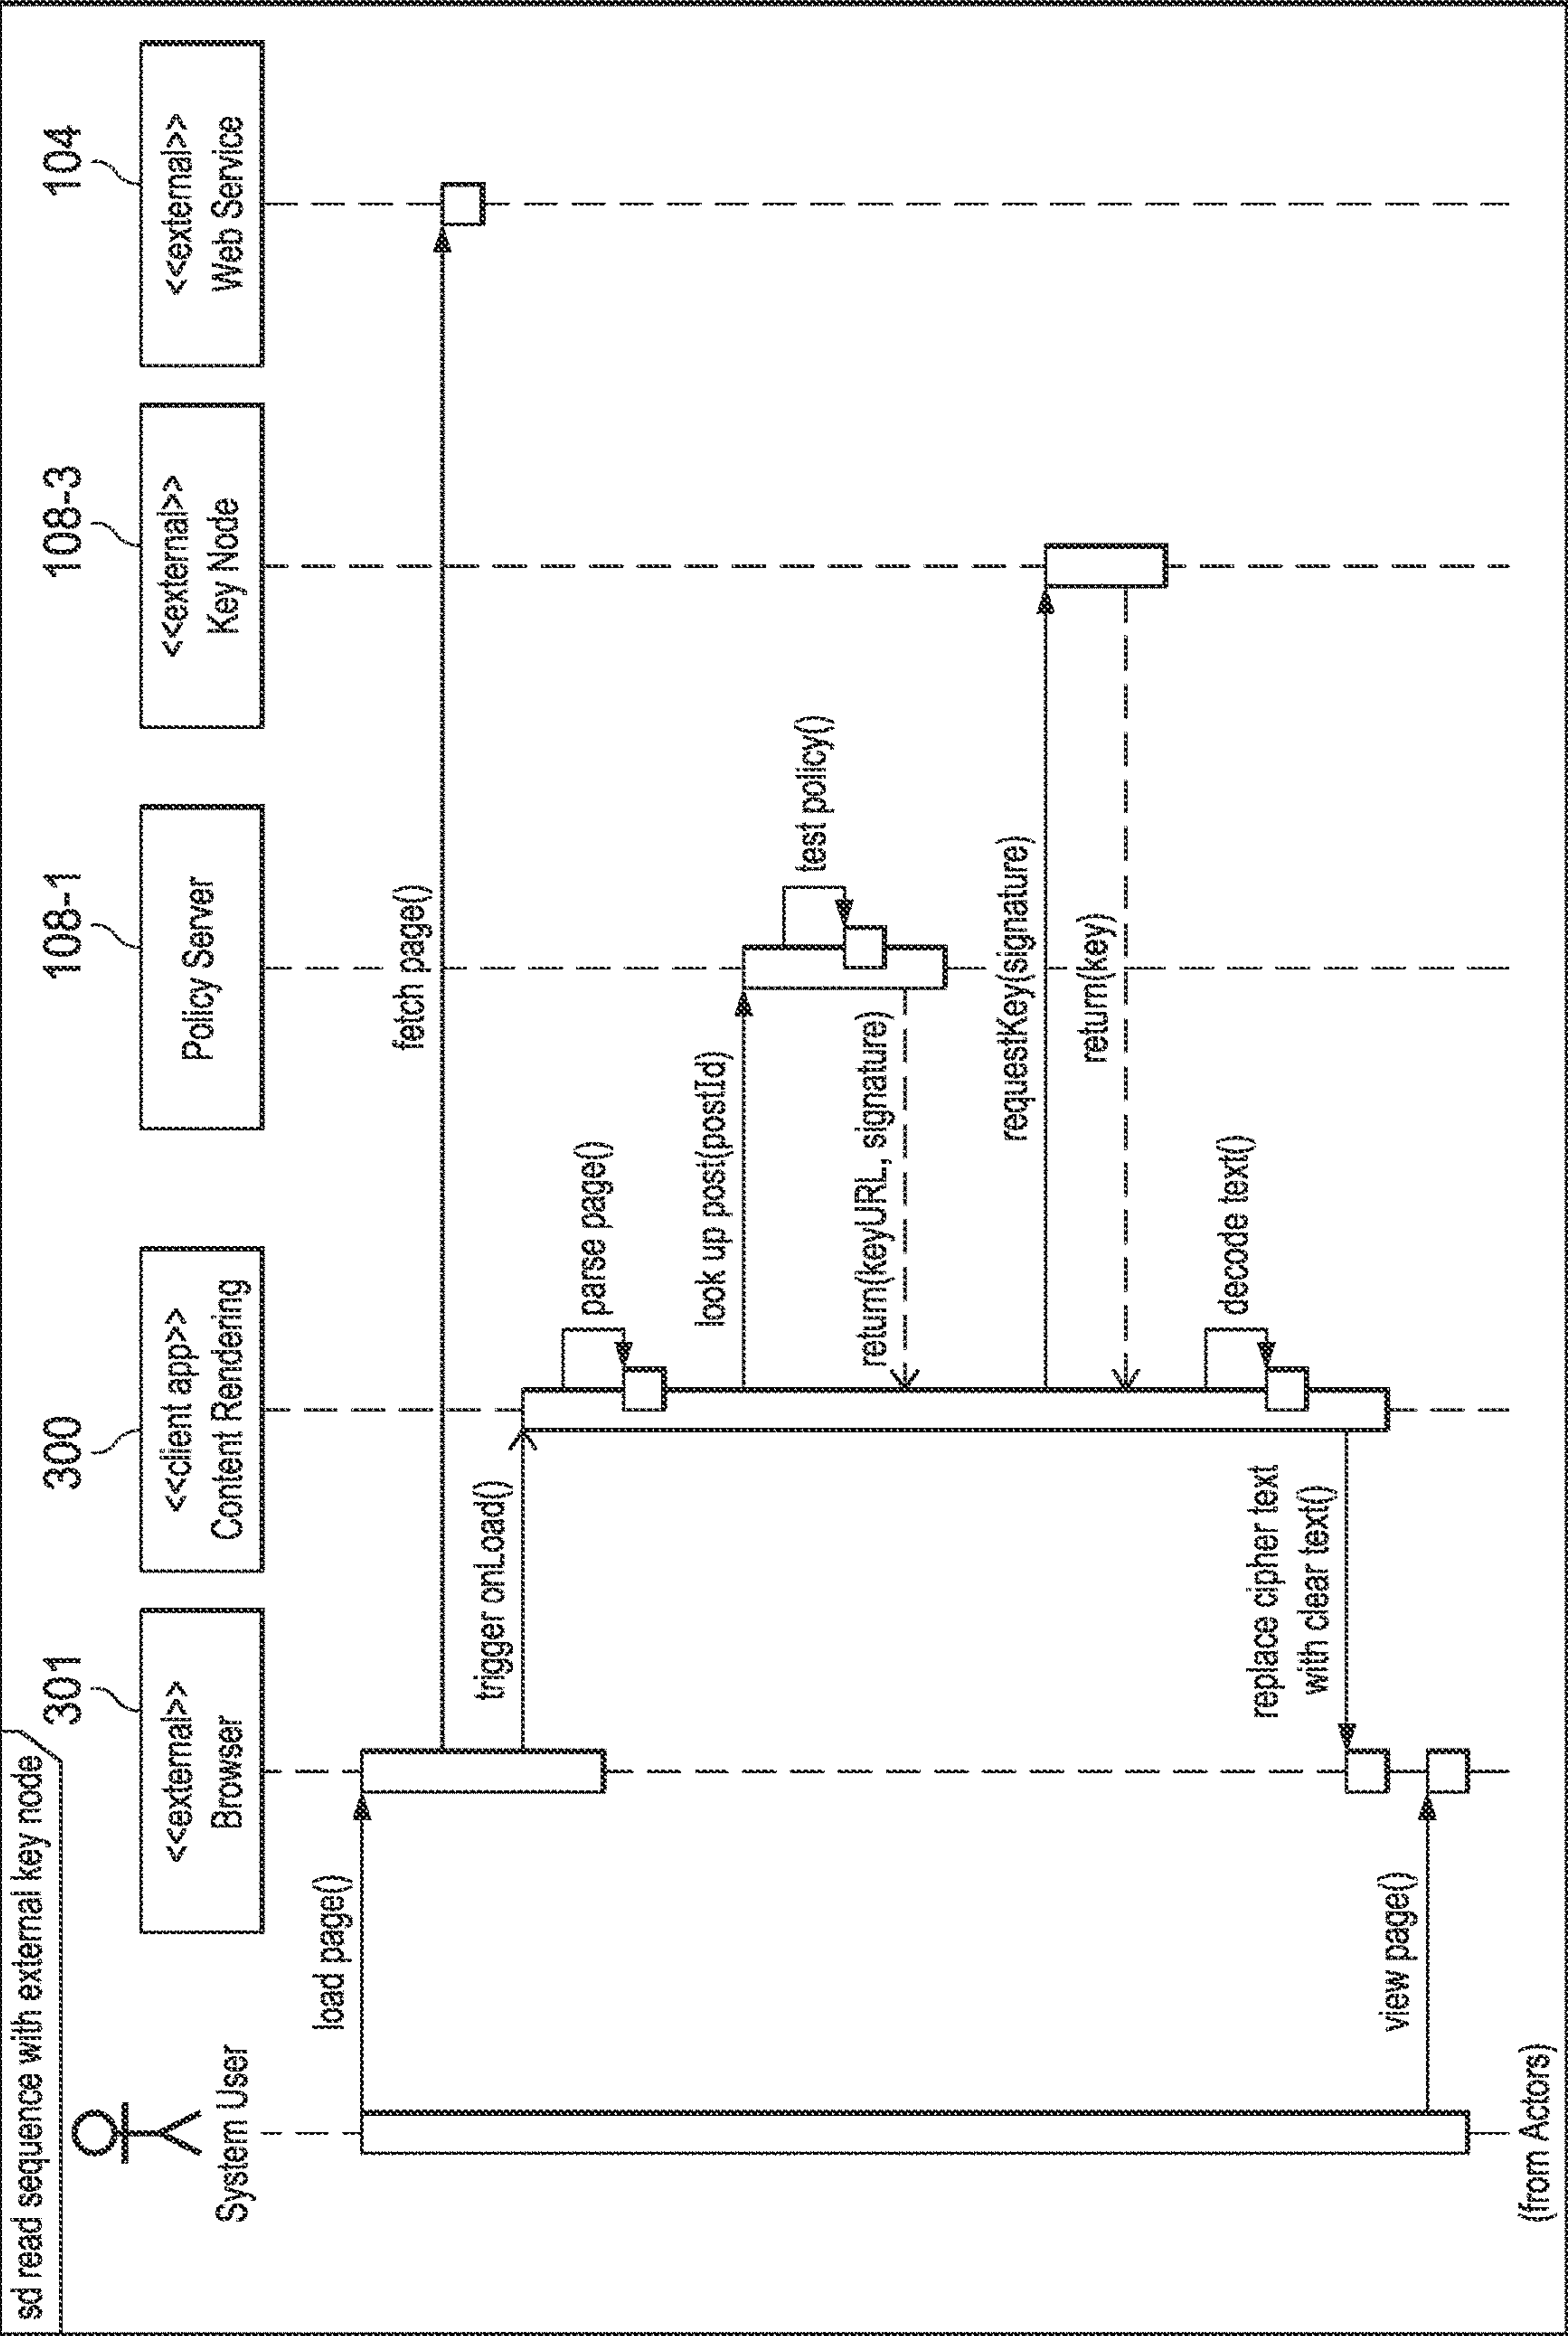 sd read sequence with external key node
System User
301
<<external>>
Browser
300
<<client app>>
Content Rendering
108-1
Policy Server
108-3
<<external>>
Key Node
104
<<external>>
Web Service
load page()
fetch page()
trigger onLoad()
parse page()
look up post(postId)
test policy()
return(keyURL, signature)
requestKey(signature)
return(key)
decode text()
replace cipher text
with clear text()
view page()
(from Actors)